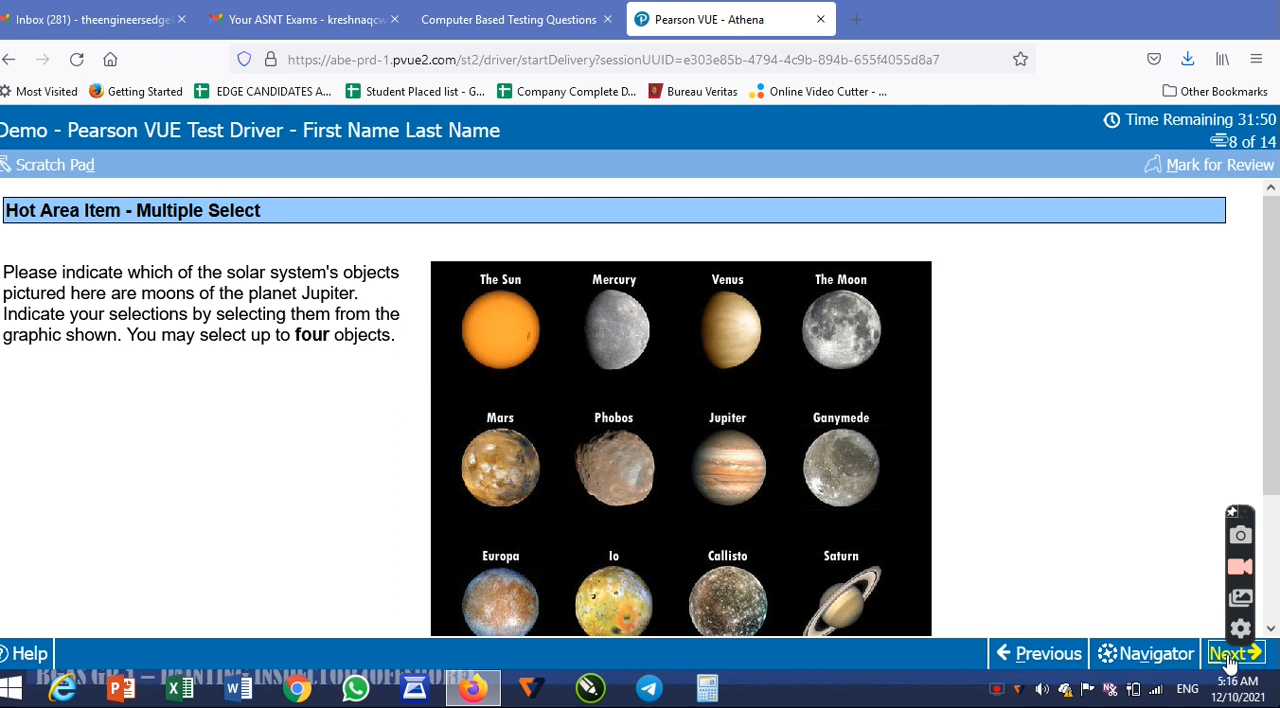 Inbox (281) - theengineersedge
Your ASNT Exams - kreshnaqcw
Computer Based Testing Questions
Pearson VUE - Athena
https://abe-prd-1.pvue2.com/st2/driver/startDelivery?sessionUUID=e303e85b-4794-4c9b-894b-655f4055d8a7
Most Visited
Getting Started
EDGE CANDIDATES A...
Student Placed list - G...
Company Complete D...
Bureau Veritas
Online Video Cutter - ...
Other Bookmarks
Demo - Pearson VUE Test Driver - First Name Last Name
Time Remaining 31:50
8 of 14
Scratch Pad
Mark for Review
Hot Area Item - Multiple Select
Please indicate which of the solar system's objects
pictured here are moons of the planet Jupiter.
Indicate your selections by selecting them from the
graphic shown. You may select up to four objects.
The Sun Mercury Venus The Moon
Mars Phobos Jupiter Ganymede
Europa Io Callisto Saturn
Help
Previous
Navigator
Next
ENG
5:16 AM
12/10/2021